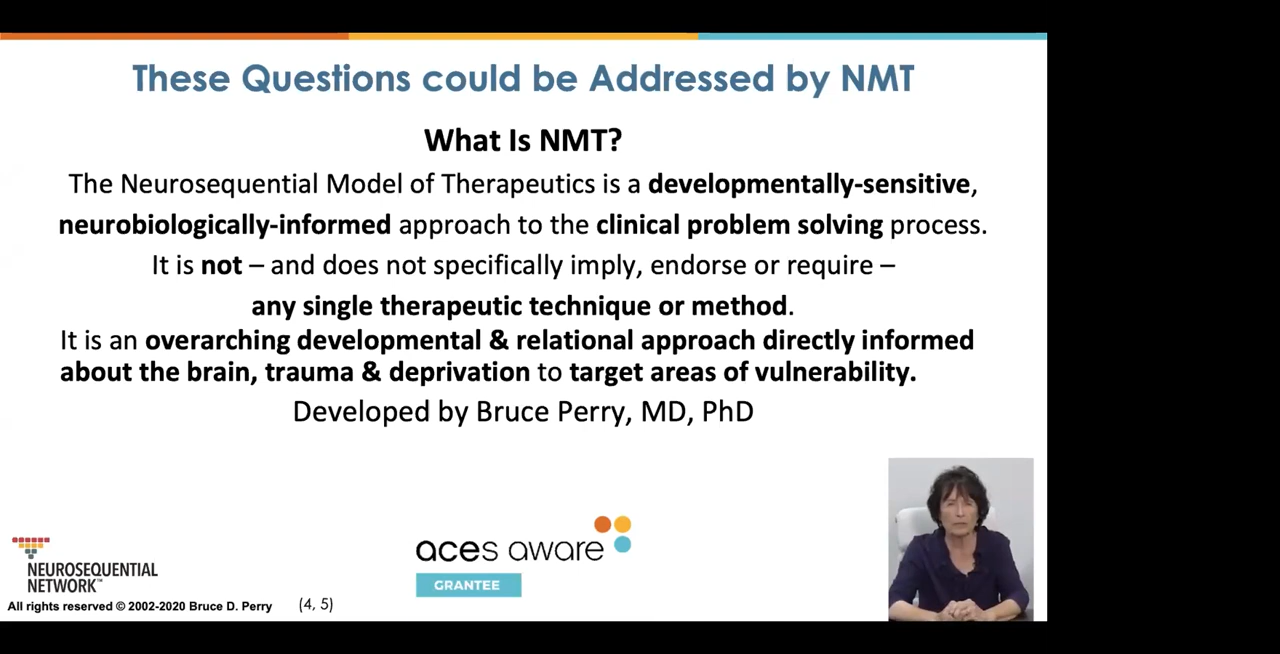 These Questions could be Addressed by NMT
What Is NMT?
The Neurosequential Model of Therapeutics is a developmentally-sensitive,
neurobiologically-informed approach to the clinical problem solving process.
It is not – and does not specifically imply, endorse or require –
any single therapeutic technique or method.
It is an overarching developmental & relational approach directly informed
about the brain, trauma & deprivation to target areas of vulnerability.
Developed by Bruce Perry, MD, PhD
NEUROSEQUENTIAL
NETWORK™
All rights reserved © 2002-2020 Bruce D. Perry
(4, 5)
aces aware
GRANTEE